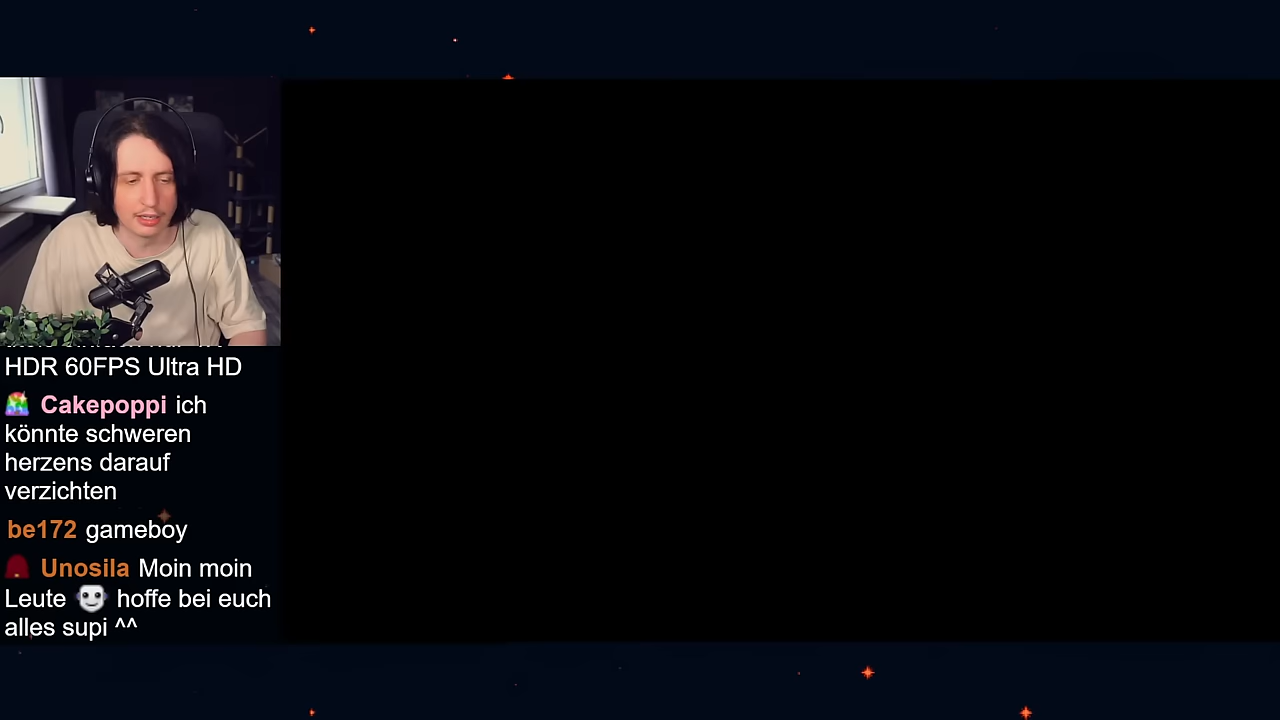 HDR 60FPS Ultra HD
Cakepoppi ich
könnte schweren
herzens darauf
verzichten
be172 gameboy
Unosila Moin moin
Leute hoffe bei euch
alles supi ^^